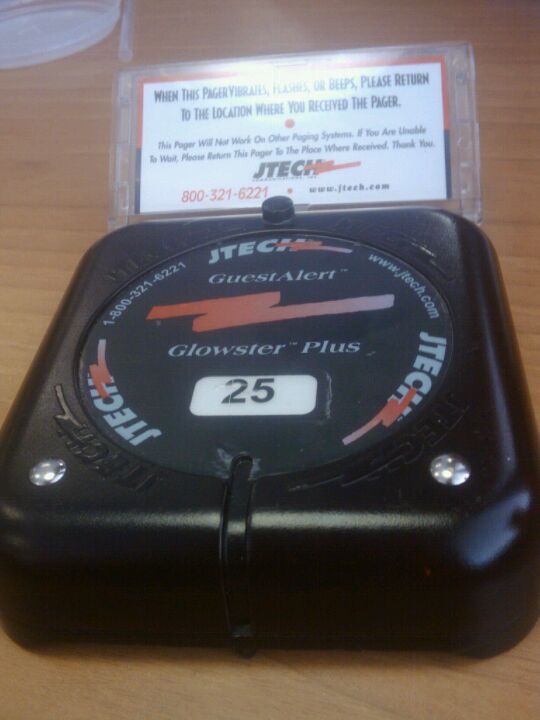 WHEN THIS PAGER VIBRATES, FLASHES, OR BEEPS, PLEASE RETURN
TO THE LOCATION WHERE YOU RECEIVED THE PAGER.
This Pager Will Not Work On Other Paging Systems. If You Are Unable
To Wait, Please Return This Pager To The Place Where Received. Thank You.
JTECH
800-321-6221 • www.jtech.com
JTECH
1-800-321-6221
www.jtech.com
GuestAlert™
Glowster™ Plus
25
JTECH
JTECH
JTECH
JTECH